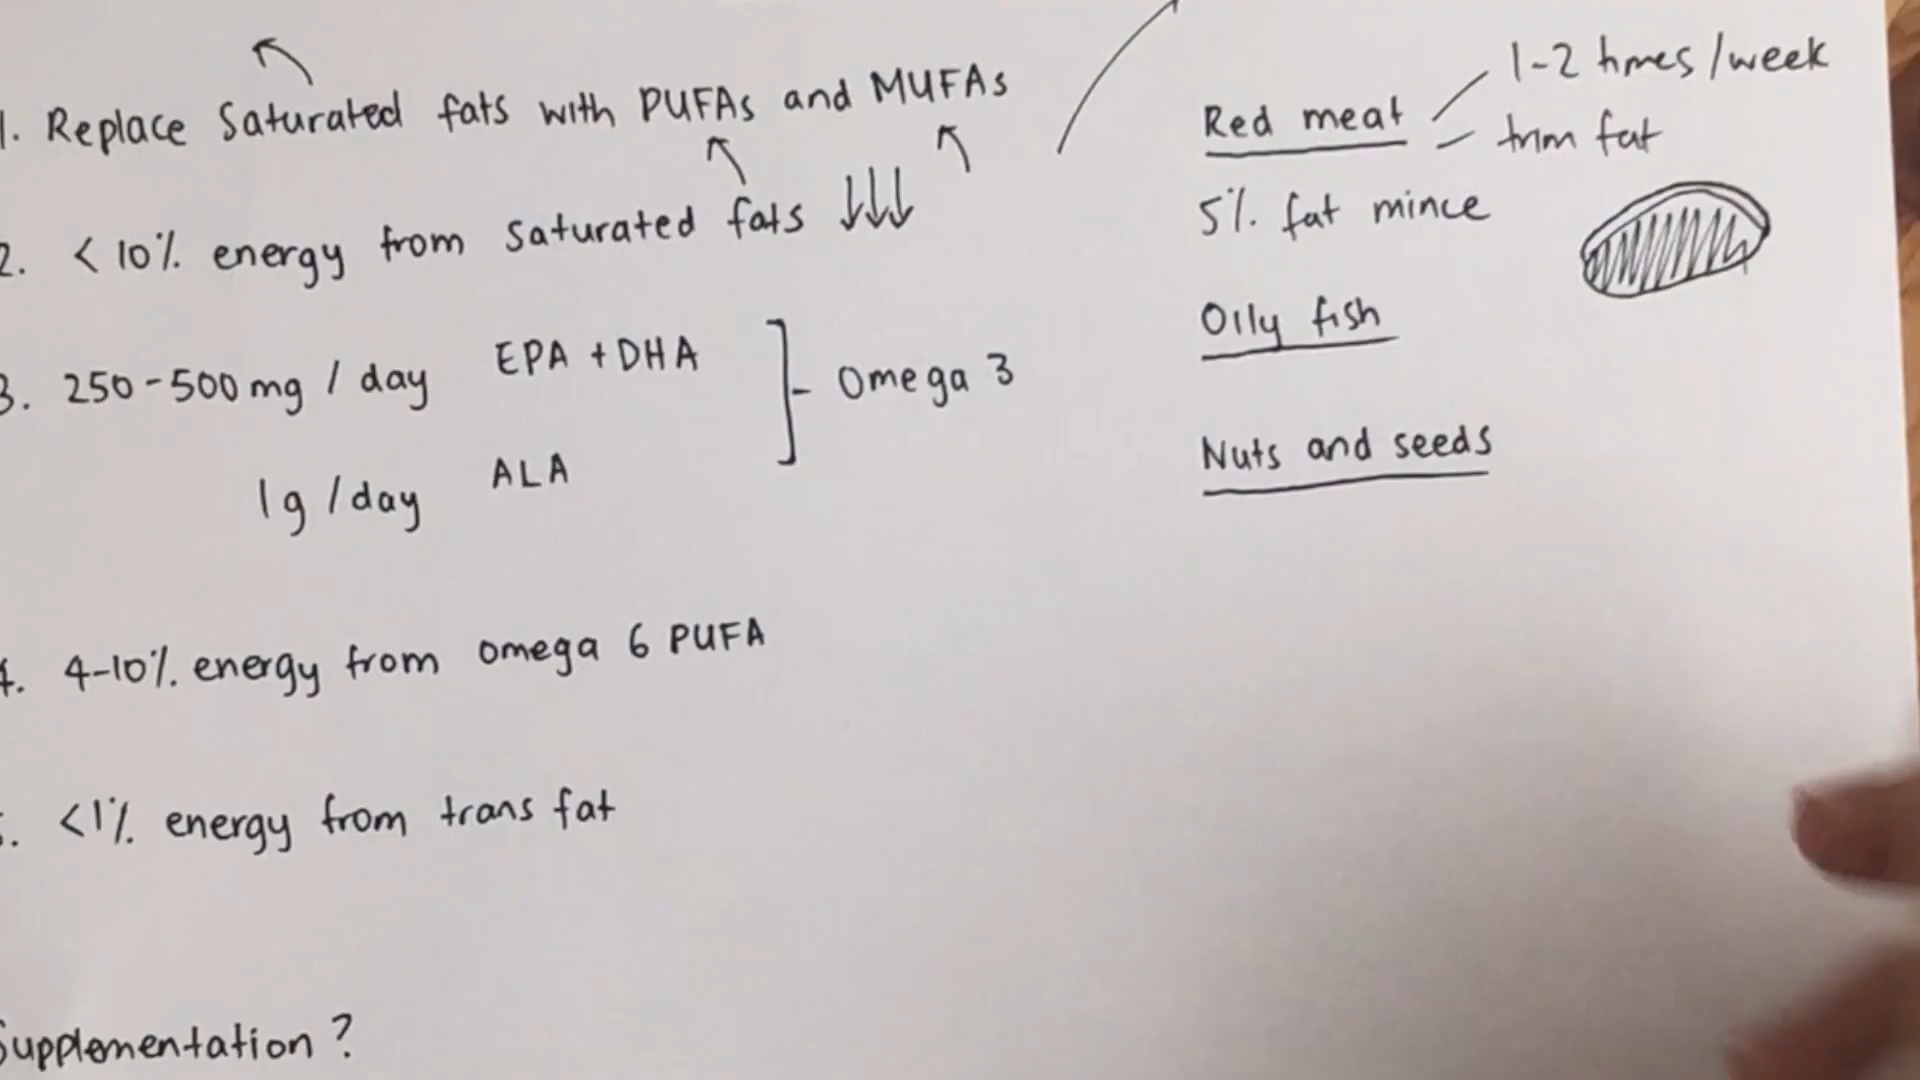 1. Replace Saturated fats with PUFAs and MUFAs
2. < 10% energy from saturated fats ↓↓↓
3. 250-500mg / day EPA + DHA
Omega 3
1g /day ALA
4. 4-10% energy from omega 6 PUFA
5. <1% energy from trans fat
Supplementation?
Red meat
1-2 times/week
trim fat
5% fat mince
Oily fish
Nuts and seeds